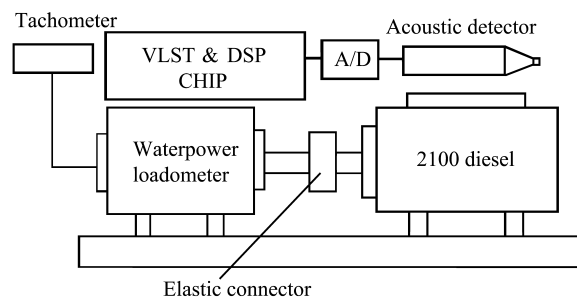 Tachometer
VLST & DSP
CHIP
A/D
Acoustic detector
Waterpower
loadometer
2100 diesel
Elastic connector